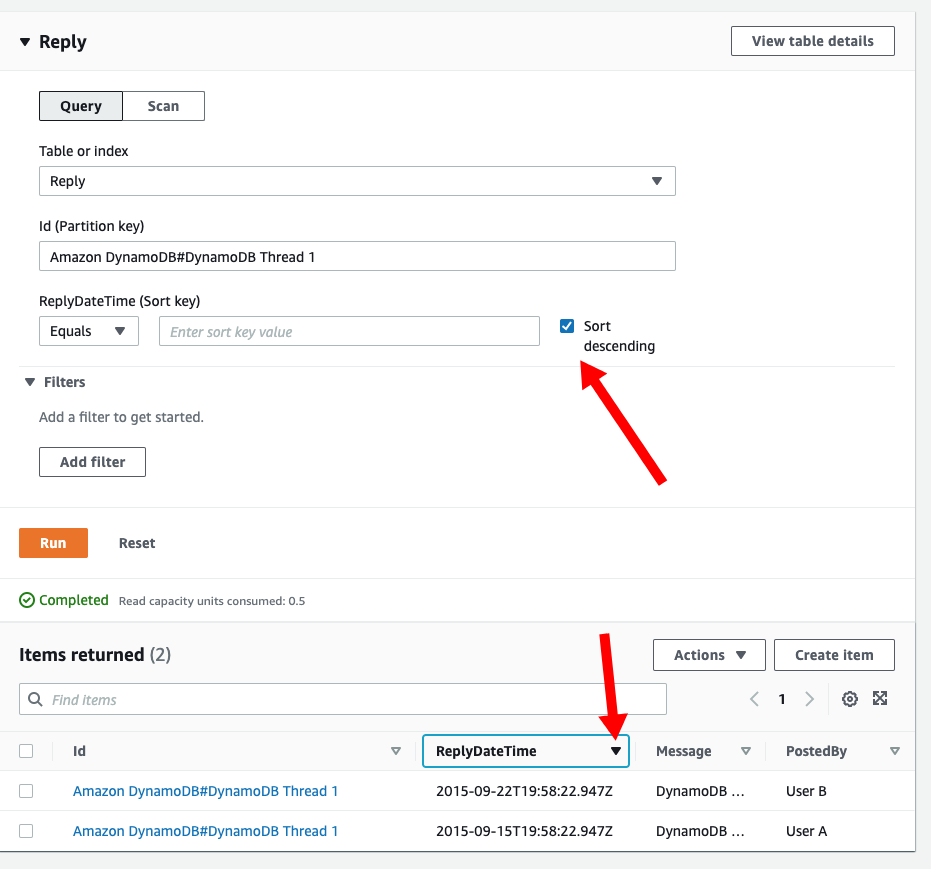 Reply
View table details
Query Scan
Table or index
Reply
Id (Partition key)
Amazon DynamoDB#DynamoDB Thread 1
ReplyDateTime (Sort key)
Equals Enter sort key value Sort
descending
Filters
Add a filter to get started.
Add filter
Run Reset
Completed Read capacity units consumed: 0.5
Items returned (2) Actions Create item
Find items 1
Id ReplyDateTime Message PostedBy
Amazon DynamoDB#DynamoDB Thread 1 2015-09-22T19:58:22.947Z DynamoDB ... User B
Amazon DynamoDB#DynamoDB Thread 1 2015-09-15T19:58:22.947Z DynamoDB ... User A